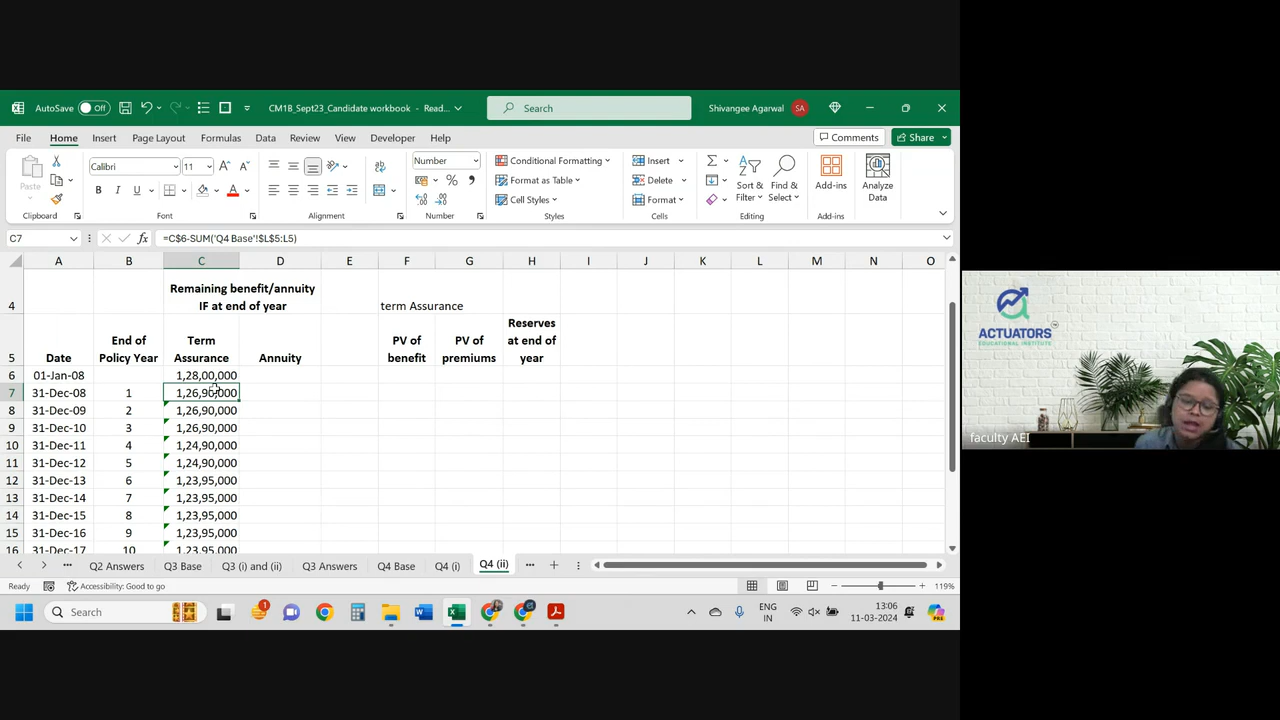 AutoSave Off CM1B_Sept23_Candidate workbook - Read... Search Shivangee Agarwal SA
File Home Insert Page Layout Formulas Data Review View Developer Help Comments Share
Paste Calibri 11 A A ab Number Conditional Formatting Insert Sort & Filter Find & Select Add-ins Analyze Data
B I U A % Format as Table Delete
Cell Styles Format
Clipboard Font Alignment Number Styles Cells Editing Add-ins
C7 fx =C$6-SUM('Q4 Base'!$L$5:L5)
A B C D E F G H I J K L M N O
4 Remaining benefit/annuity
IF at end of year term Assurance
5 Date End of Policy Year Term Assurance Annuity PV of benefit PV of premiums Reserves at end of year
6 01-Jan-08 1,28,00,000
7 31-Dec-08 1 1,26,90,000
8 31-Dec-09 2 1,26,90,000
9 31-Dec-10 3 1,26,90,000
10 31-Dec-11 4 1,24,90,000
11 31-Dec-12 5 1,24,90,000
12 31-Dec-13 6 1,23,95,000
13 31-Dec-14 7 1,23,95,000
14 31-Dec-15 8 1,23,95,000
15 31-Dec-16 9 1,23,95,000
16 31-Dec-17 10 1,23,95,000
... Q2 Answers Q3 Base Q3 (i) and (ii) Q3 Answers Q4 Base Q4 (i) Q4 (ii) ...
Ready Accessibility: Good to go 119%
Search ENG IN 13:06 11-03-2024
ACTUATORS
EDUCATIONAL INSTITUTE
faculty AEI